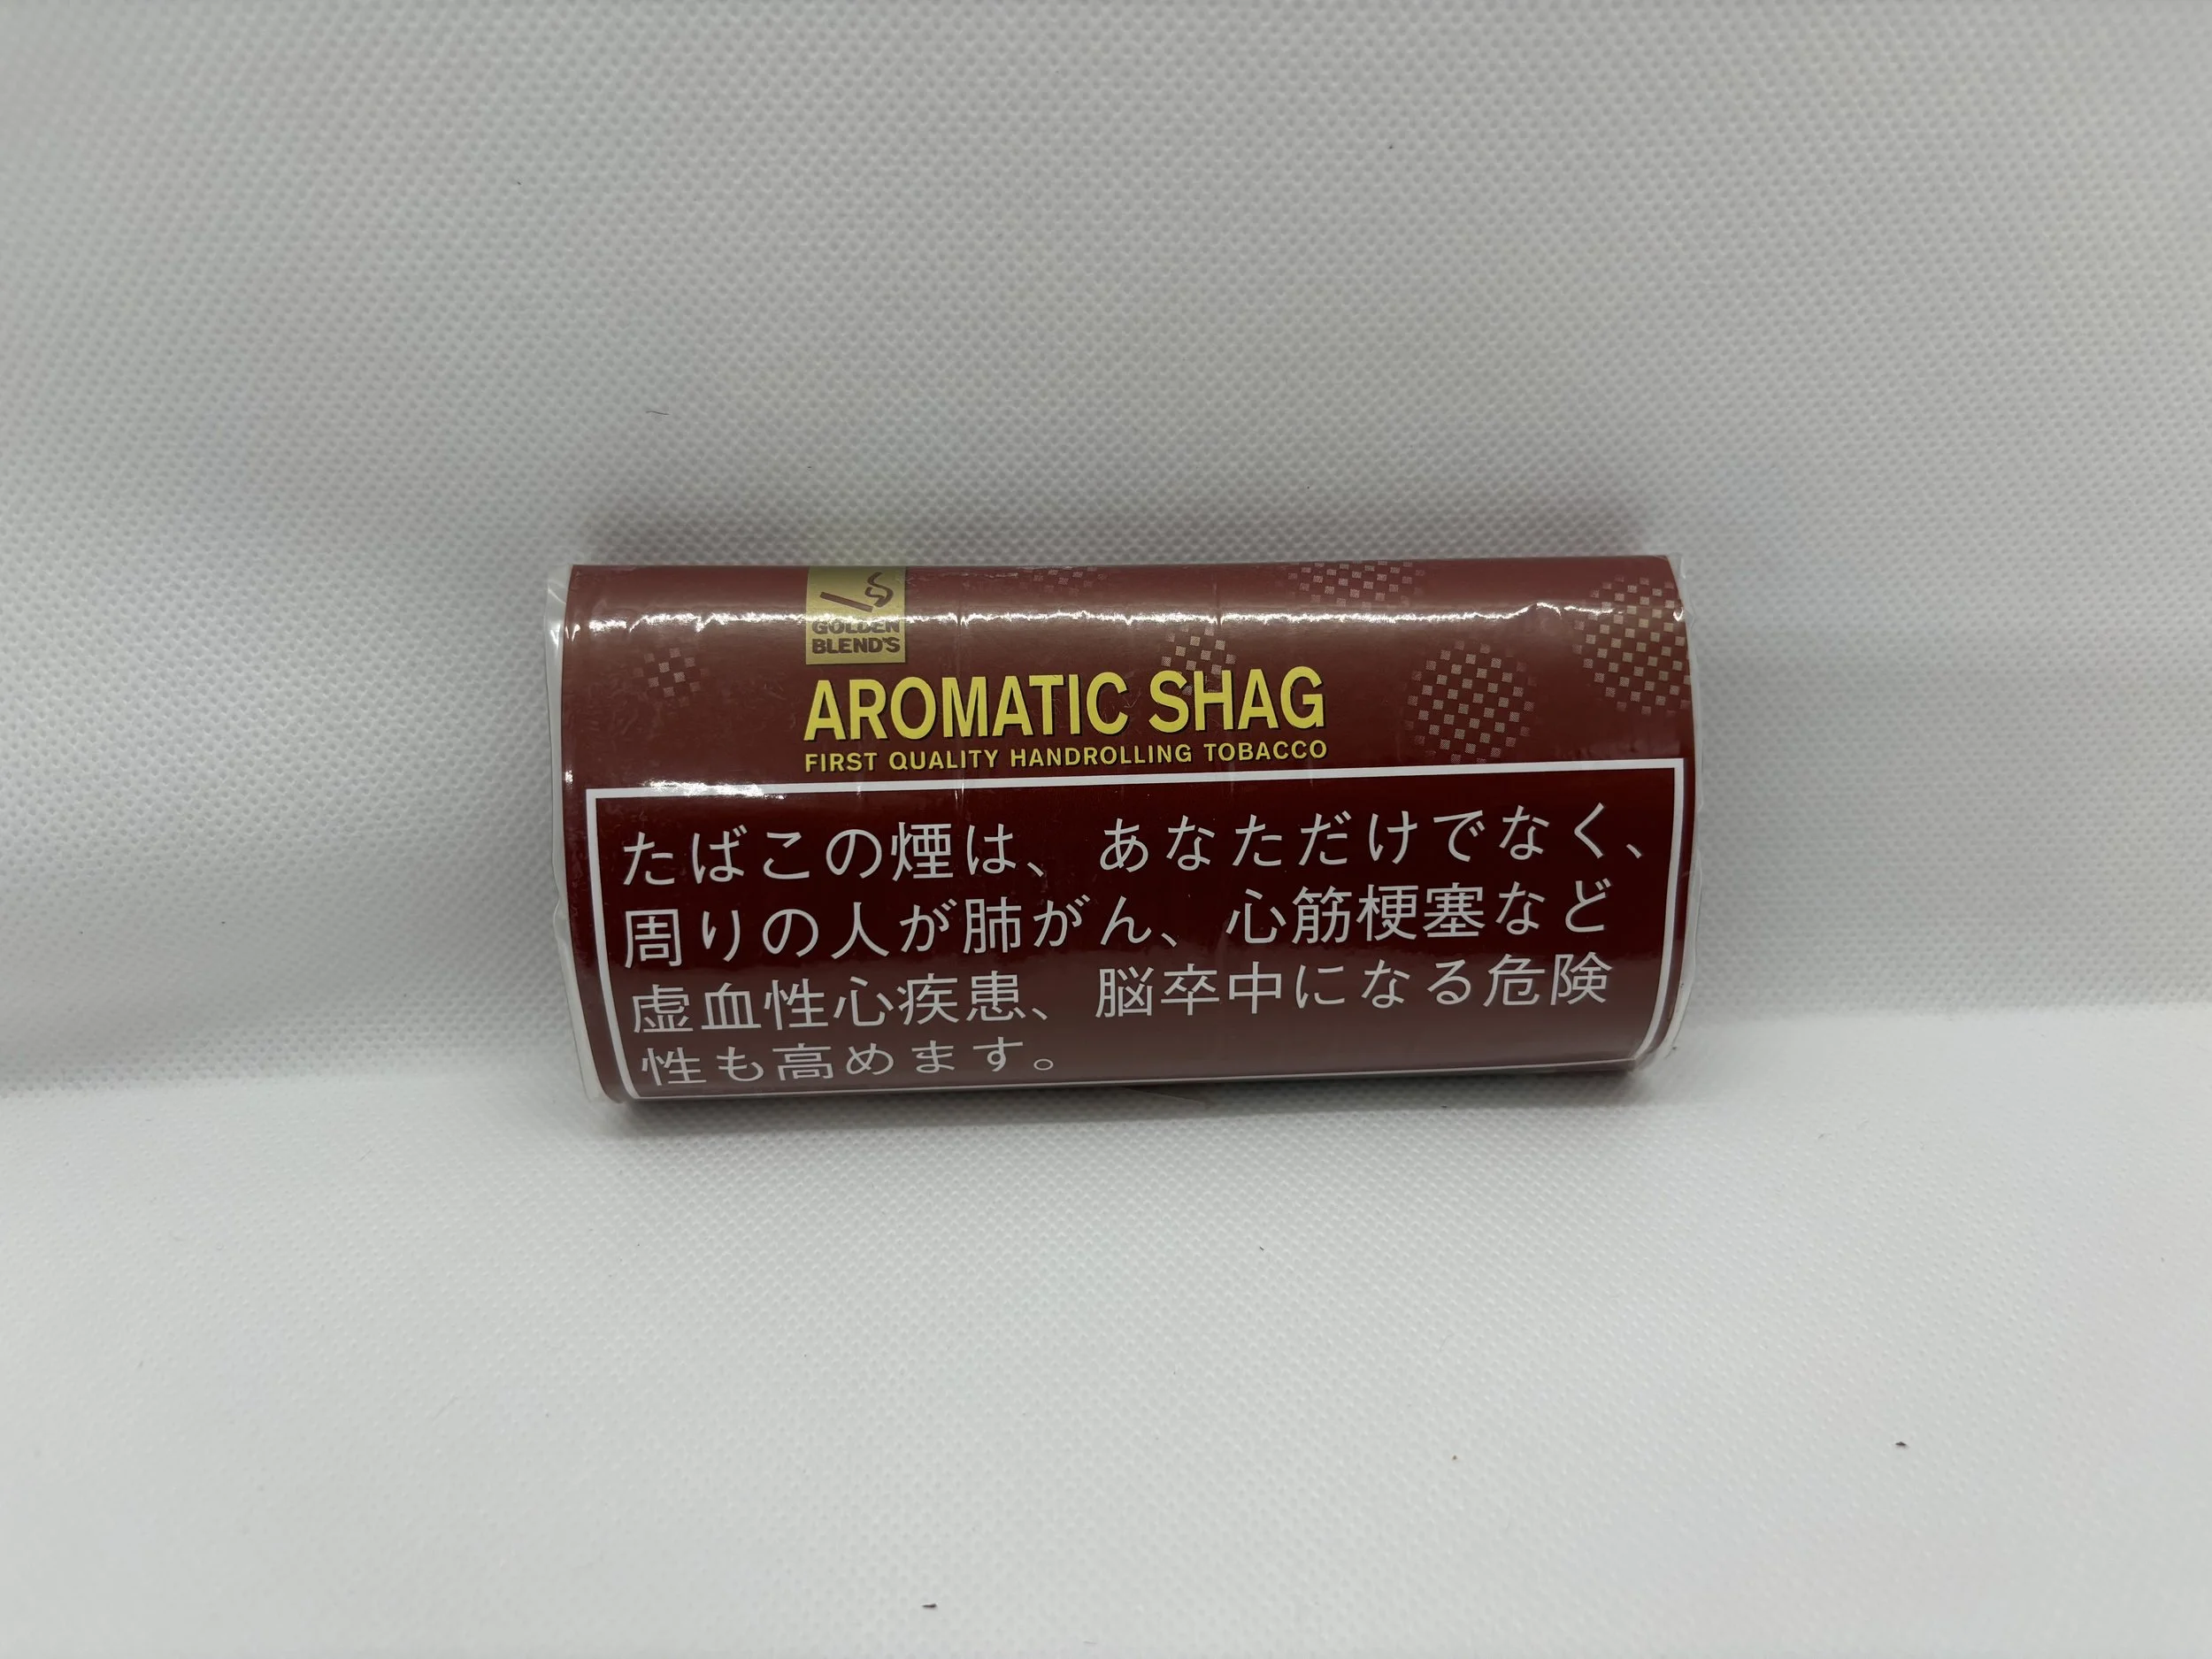 GOLDEN
BLEND'S
AROMATIC SHAG
FIRST QUALITY HANDROLLING TOBACCO
たばこの煙は、あなただけでなく、
周りの人が肺がん、心筋梗塞など
虚血性心疾患、脳卒中になる危険
性も高めます。